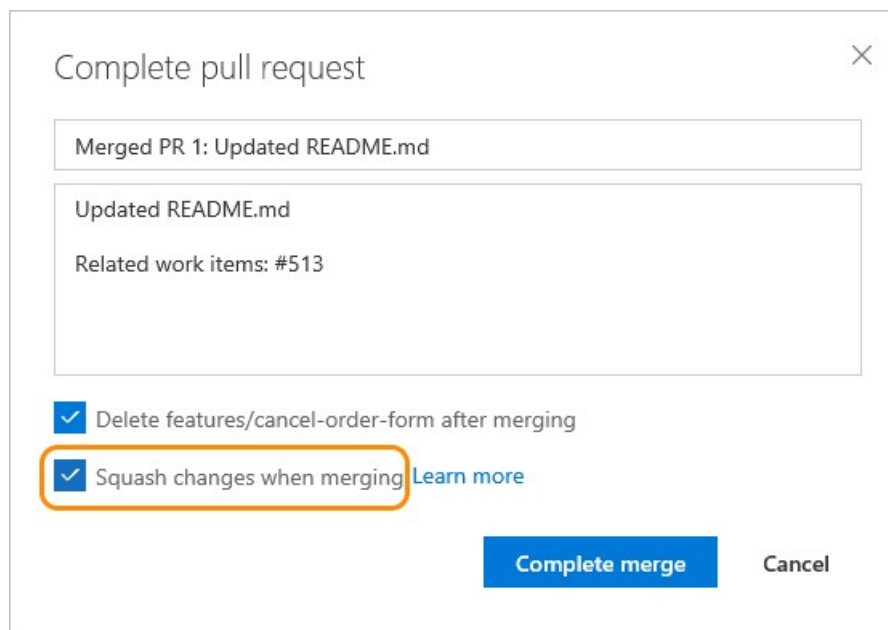 Complete pull request
Merged PR 1: Updated README.md
Updated README.md
Related work items: #513
Delete features/cancel-order-form after merging
Squash changes when merging Learn more
Complete merge Cancel